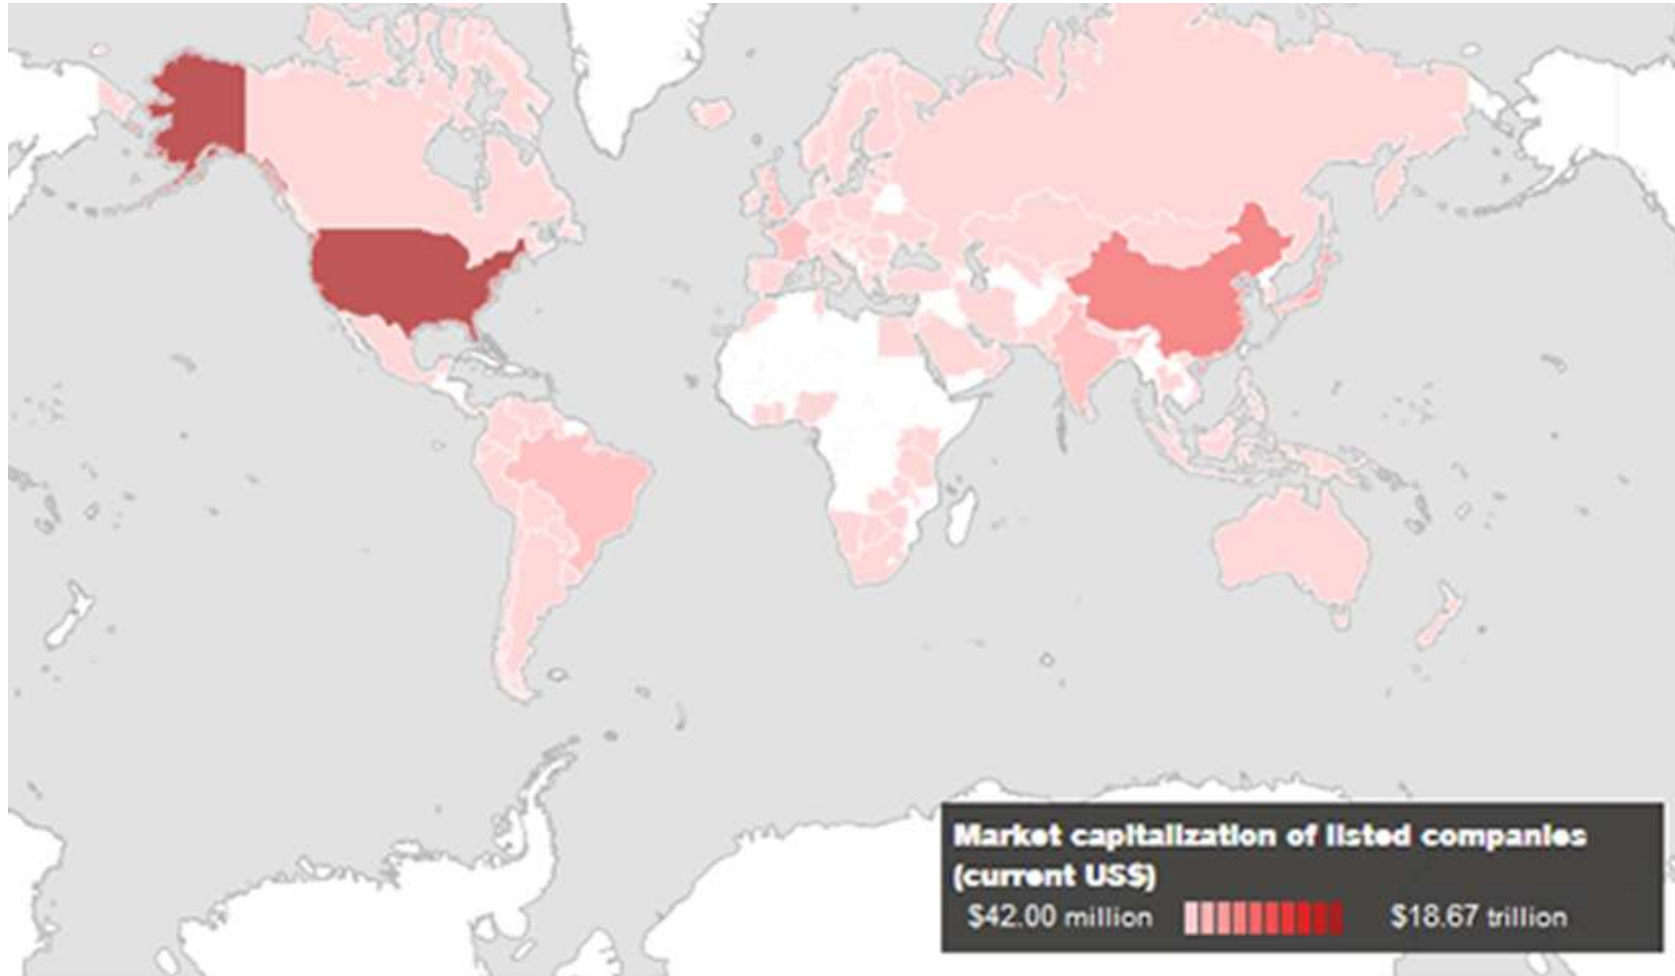 Market capitalization of listed companies
(current US$)
$42.00 million $18.67 trillion